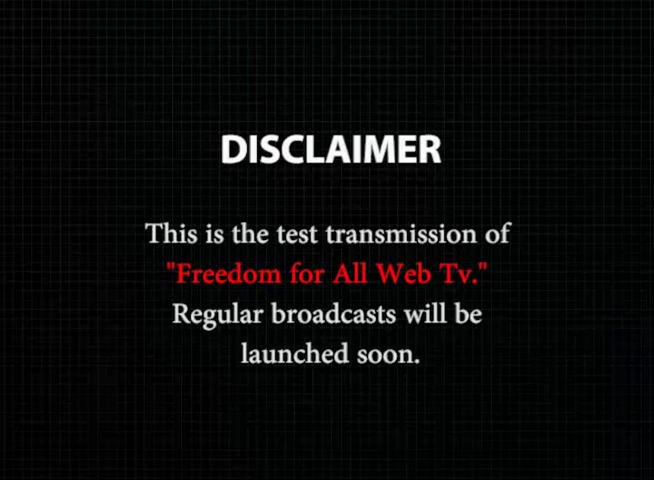 DISCLAIMER
This is the test transmission of
"Freedom for All Web Tv."
Regular broadcasts will be
launched soon.